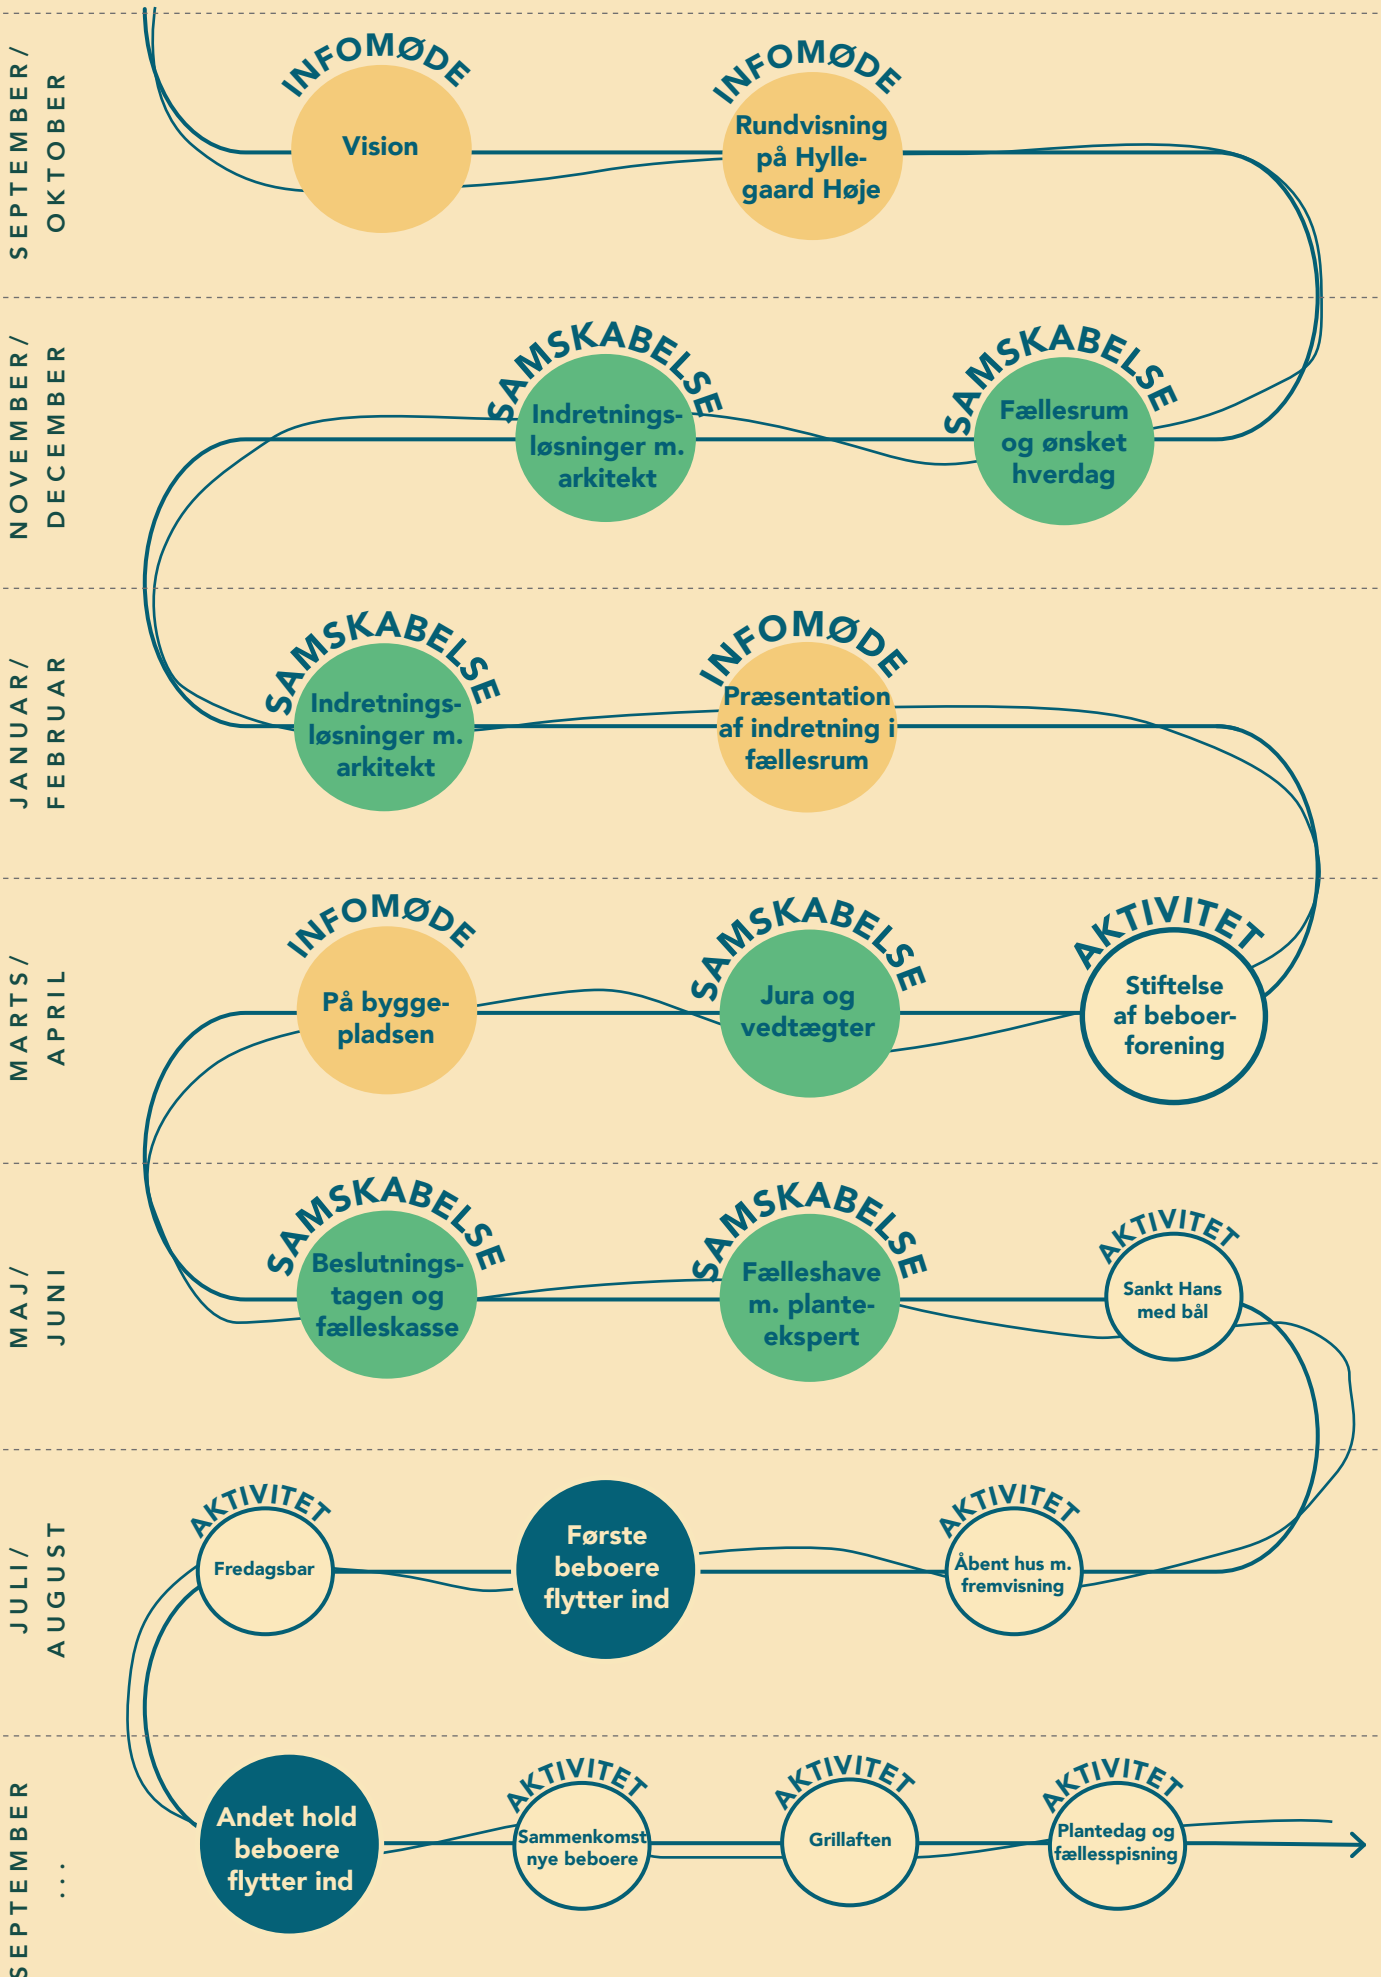 SEPTEMBER/
OKTOBER
INFOMØDE
Vision
INFOMØDE
Rundvisning
på Hylle-
gaard Høje
NOVEMBER/
DECEMBER
SAMSKABELSE
Indretnings-
løsninger m.
arkitekt
SAMSKABELSE
Fællesrum
og ønsket
hverdag
JANUAR/
FEBRUAR
SAMSKABELSE
Indretnings-
løsninger m.
arkitekt
INFOMØDE
Præsentation
af indretning i
fællesrum
MARTS/
APRIL
INFOMØDE
På bygge-
pladsen
SAMSKABELSE
Jura og
vedtægter
AKTIVITET
Stiftelse
af beboer-
forening
MAJ/
JUNI
SAMSKABELSE
Beslutnings-
tagen og
fælleskasse
SAMSKABELSE
Fælleshave
m. plante-
ekspert
AKTIVITET
Sankt Hans
med bål
JULI/
AUGUST
AKTIVITET
Fredagsbar
Første
beboere
flytter ind
AKTIVITET
Åbent hus m.
fremvisning
SEPTEMBER
...
Andet hold
beboere
flytter ind
AKTIVITET
Sammenkomst
nye beboere
AKTIVITET
Grillaften
AKTIVITET
Plantedag og
fællesspisning